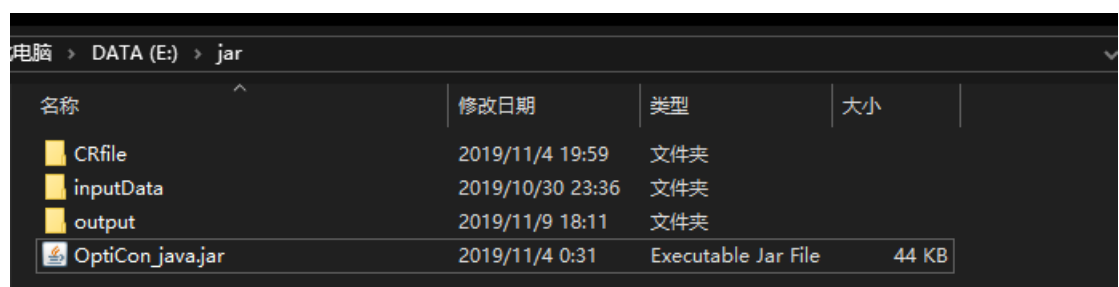 电脑 > DATA (E:) > jar
名称 修改日期 类型 大小
CRfile 2019/11/4 19:59 文件夹
inputData 2019/10/30 23:36 文件夹
output 2019/11/9 18:11 文件夹
OptiCon_java.jar 2019/11/4 0:31 Executable Jar File 44 KB